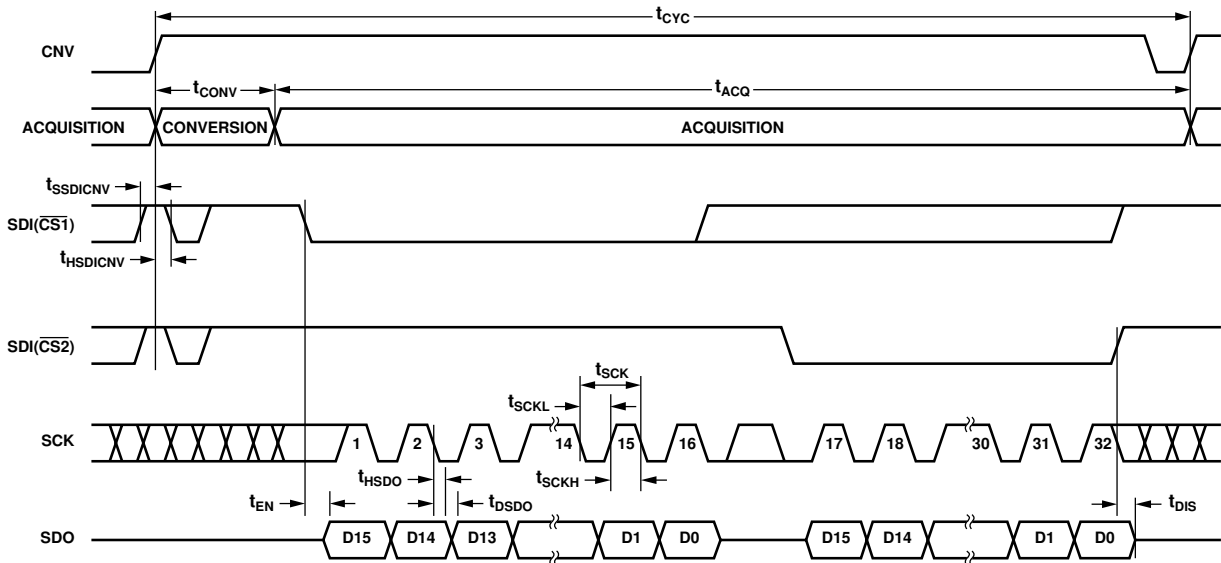 tCYC
CNV
tCONV
tACQ
ACQUISITION CONVERSION ACQUISITION
tSSDICNV
SDI(CS1)
tHSDICNV
SDI(CS2)
tSCK
tSCKL
SCK 1 2 3 14 15 16 17 18 30 31 32
tHSDO
tSCKH
tEN
tDSDO
tDIS
SDO D15 D14 D13 D1 D0 D15 D14 D1 D0